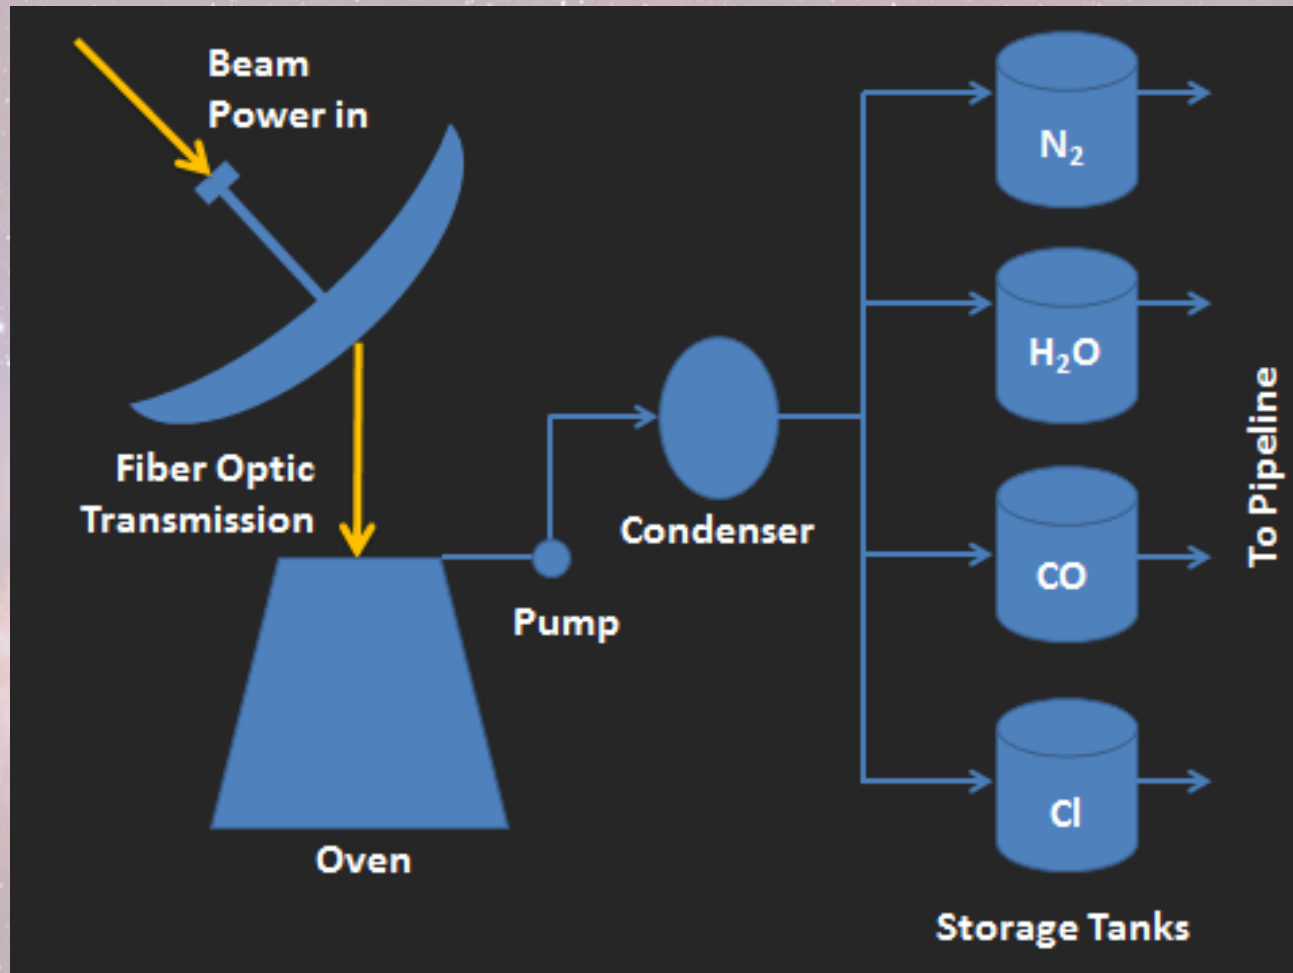 Beam
Power in
Fiber Optic
Transmission
Oven
Pump
Condenser
N₂
H₂O
CO
Cl
Storage Tanks
To Pipeline